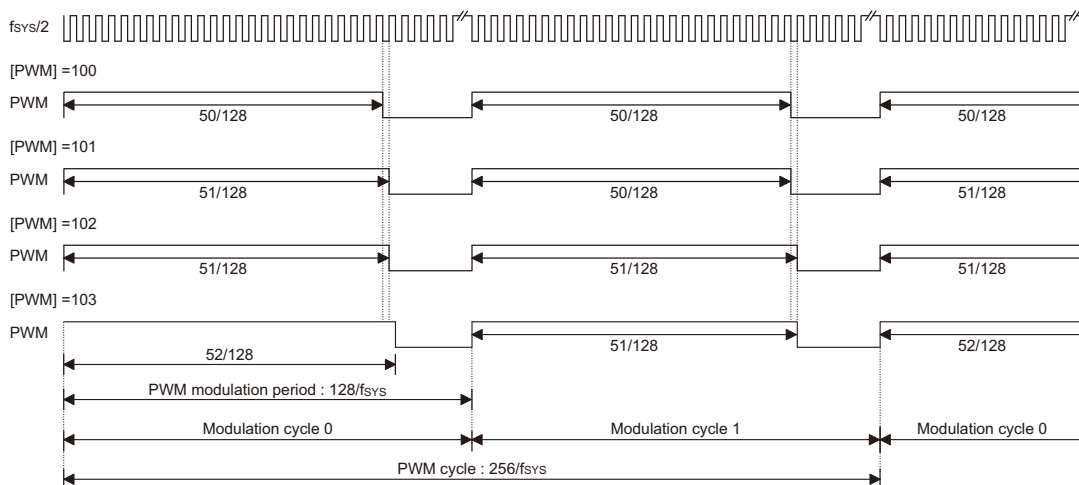 fSYS/2
[PWM] =100
PWM
50/128 50/128 50/128
[PWM] =101
PWM
51/128 50/128 51/128
[PWM] =102
PWM
51/128 51/128 51/128
[PWM] =103
PWM
52/128 51/128 52/128
PWM modulation period : 128/fSYS
Modulation cycle 0 Modulation cycle 1 Modulation cycle 0
PWM cycle : 256/fSYS